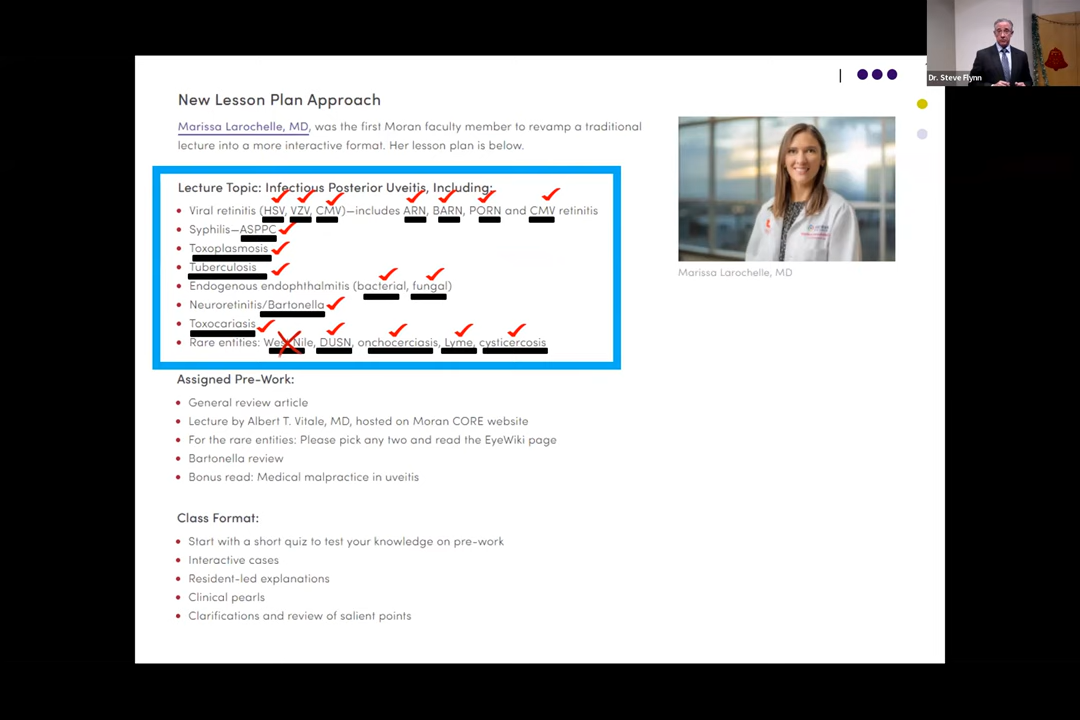 Dr. Steve Flynn
New Lesson Plan Approach
Marissa Larochelle, MD, was the first Moran faculty member to revamp a traditional
lecture into a more interactive format. Her lesson plan is below.
Lecture Topic: Infectious Posterior Uveitis, Including:
• Viral retinitis (HSV, VZV, CMV)—includes ARN, BARN, PORN and CMV retinitis
• Syphilis—ASPPC
• Toxoplasmosis
• Tuberculosis
• Endogenous endophthalmitis (bacterial, fungal)
• Neuroretinitis/Bartonella
• Toxocariasis
• Rare entities: West Nile, DUSN, onchocerciasis, Lyme, cysticercosis
Marissa Larochelle, MD
Assigned Pre-Work:
• General review article
• Lecture by Albert T. Vitale, MD, hosted on Moran CORE website
• For the rare entities: Please pick any two and read the EyeWiki page
• Bartonella review
• Bonus read: Medical malpractice in uveitis
Class Format:
• Start with a short quiz to test your knowledge on pre-work
• Interactive cases
• Resident-led explanations
• Clinical pearls
• Clarifications and review of salient points